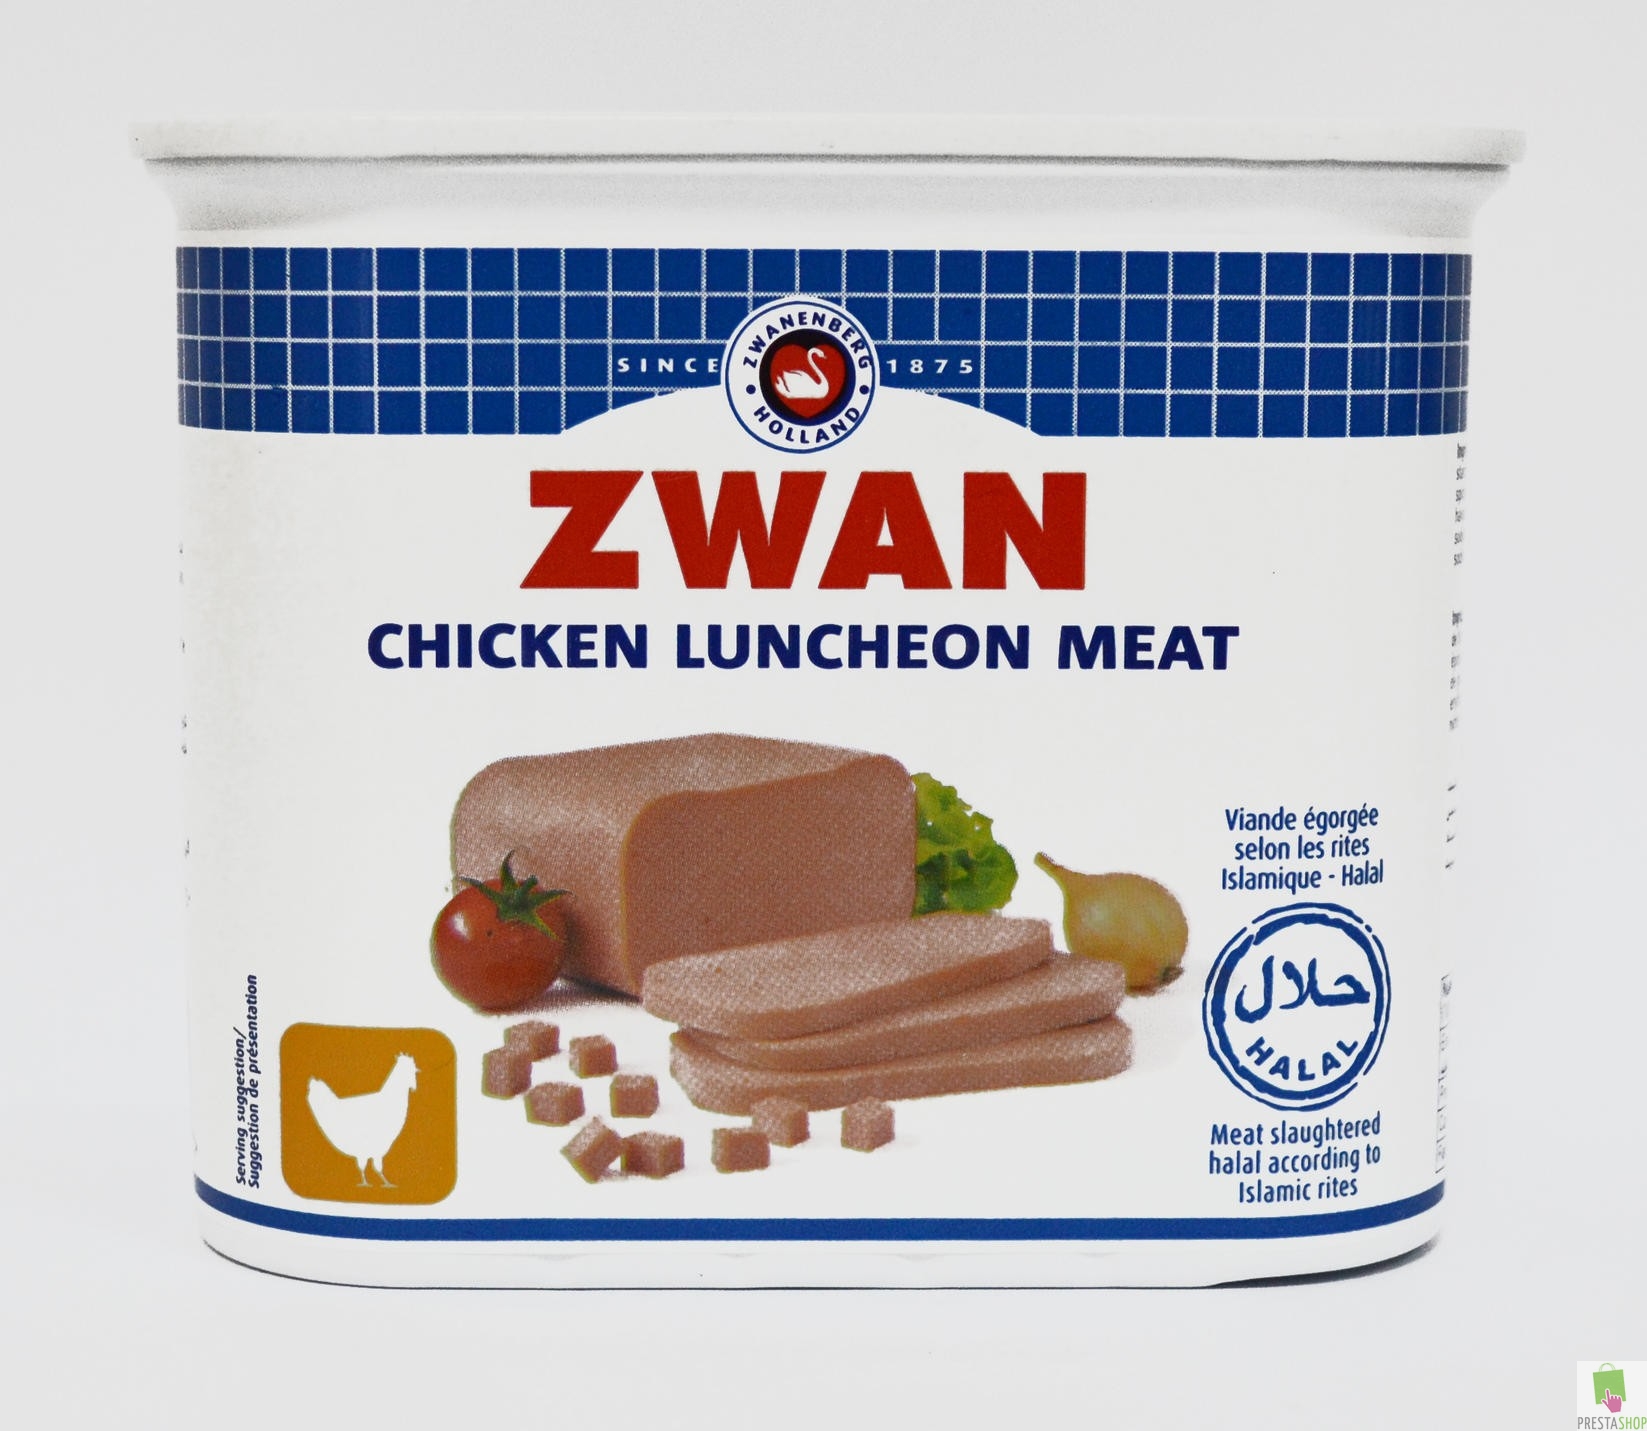 SINCE 1875
ZWANENBERG
HOLLAND
ZWAN
CHICKEN LUNCHEON MEAT
Viande égorgée
selon les rites
Islamique - Halal
حلال
HALAL
Meat slaughtered
halal according to
Islamic rites
Serving suggestion/
Suggestion de présentation
PRESTASHOP